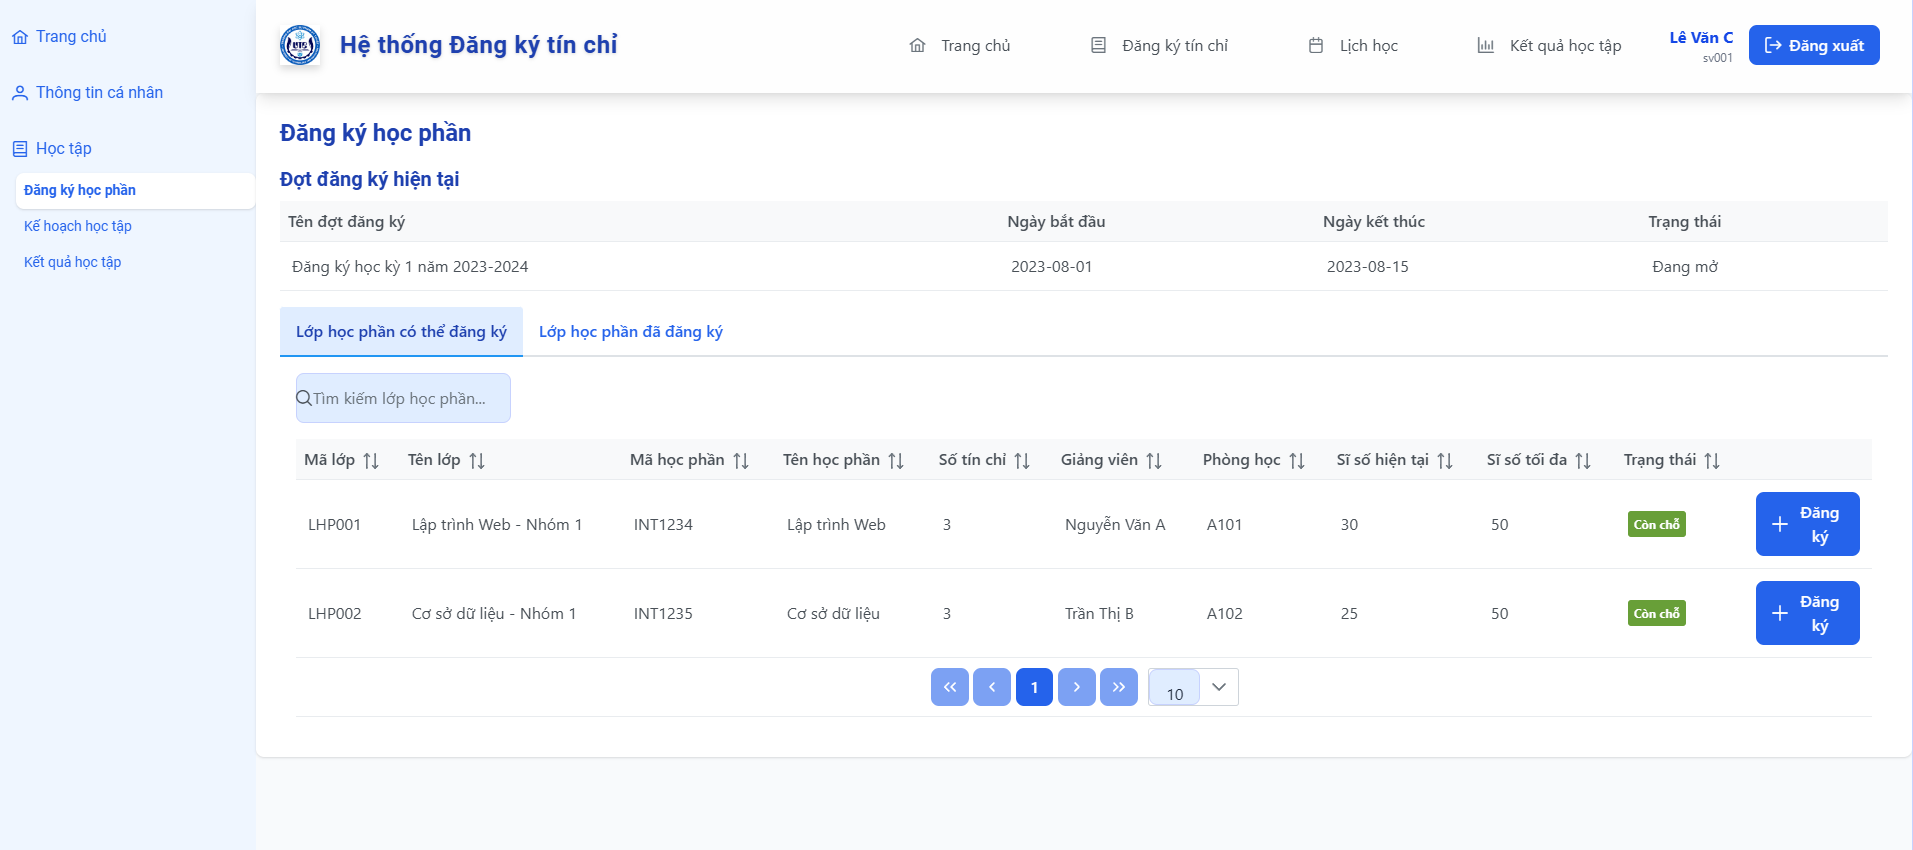 Trang chủ
Thông tin cá nhân
Học tập
Đăng ký học phần
Kế hoạch học tập
Kết quả học tập
Hệ thống Đăng ký tín chỉ
Trang chủ
Đăng ký tín chỉ
Lịch học
Kết quả học tập
Lê Văn C
sv001
Đăng xuất
Đăng ký học phần
Đợt đăng ký hiện tại
Tên đợt đăng ký Ngày bắt đầu Ngày kết thúc Trạng thái
Đăng ký học kỳ 1 năm 2023-2024 2023-08-01 2023-08-15 Đang mở
Lớp học phần có thể đăng ký Lớp học phần đã đăng ký
Tìm kiếm lớp học phần...
Mã lớp Tên lớp Mã học phần Tên học phần Số tín chỉ Giảng viên Phòng học Sĩ số hiện tại Sĩ số tối đa Trạng thái
LHP001 Lập trình Web - Nhóm 1 INT1234 Lập trình Web 3 Nguyễn Văn A A101 30 50 Còn chỗ
Đăng
ký
LHP002 Cơ sở dữ liệu - Nhóm 1 INT1235 Cơ sở dữ liệu 3 Trần Thị B A102 25 50 Còn chỗ
Đăng
ký
1 10